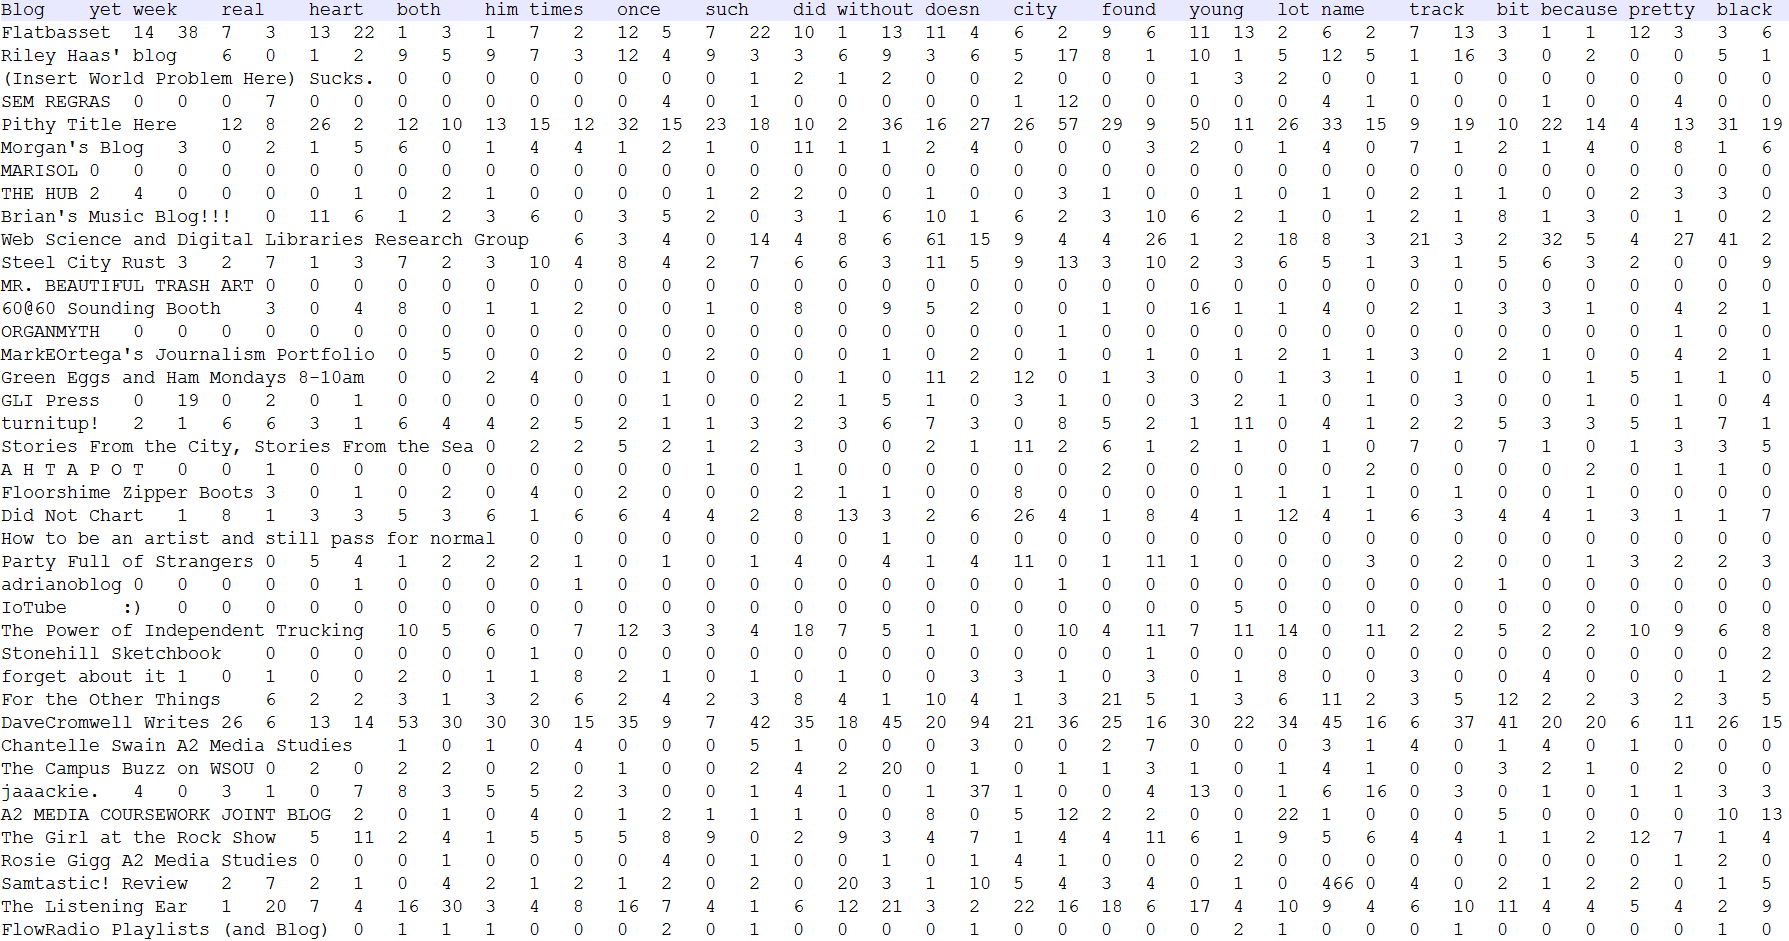 Blog yet week real heart both him times once such did without doesn city found young lot name track bit because pretty black
Flatbasset 14 38 7 3 13 22 1 3 1 7 2 12 5 7 22 10 1 13 11 4 6 2 9 6 11 13 2 6 2 7 13 3 1 1 12 3 3 6
Riley Haas' blog 6 0 1 2 9 5 9 7 3 12 4 9 3 3 6 9 3 6 5 17 8 1 10 1 5 12 5 1 16 3 0 2 0 0 5 1
(Insert World Problem Here) Sucks. 0 0 0 0 0 0 0 0 1 2 1 2 0 0 2 0 0 0 1 3 2 0 0 1 0 0 0 0 0 0 0 0
SEM REGRAS 0 0 0 7 0 0 0 0 0 0 0 0 4 0 1 0 0 0 0 0 1 12 0 0 0 0 0 4 1 0 0 0 1 0 0 4 0 0
Pithy Title Here 12 8 26 2 12 10 13 15 12 32 15 23 18 10 2 36 16 27 26 57 29 9 50 11 26 33 15 9 19 10 22 14 4 13 31 19
Morgan's Blog 3 0 2 1 5 6 0 1 4 4 1 2 1 0 11 1 1 2 4 0 0 0 3 2 0 1 4 0 7 1 2 1 4 0 8 1 6
MARISOL 0 0 0 0 0 0 0 0 0 0 0 0 0 0 0 0 0 0 0 0 0 0 0 0 0 0 0 0 0 0 0 0 0 0 0 0 0 0 0
THE HUB 2 4 0 0 0 0 1 0 2 1 0 0 0 0 1 2 2 0 0 1 0 0 3 1 0 0 1 0 1 0 2 1 1 0 0 2 3 3 0
Brian's Music Blog!!! 0 11 6 1 2 3 6 0 3 5 2 0 3 1 6 10 1 6 2 3 10 6 2 1 0 1 2 1 8 1 3 0 1 0 2
Web Science and Digital Libraries Research Group 6 3 4 0 14 4 8 6 61 15 9 4 4 26 1 2 18 8 3 21 3 2 32 5 4 27 41 2
Steel City Rust 3 2 7 1 3 7 2 3 10 4 8 4 2 7 6 6 3 11 5 9 13 3 10 2 3 6 5 1 3 1 5 6 3 2 0 0 9
MR. BEAUTIFUL TRASH ART 0 0 0 0 0 0 0 0 0 0 0 0 0 0 0 0 0 0 0 0 0 0 0 0 0 0 0 0 0 0 0 0 0 0 0
60@60 Sounding Booth 3 0 4 8 0 1 1 2 0 0 1 0 8 0 9 5 2 0 0 1 0 16 1 1 4 0 2 1 3 3 1 0 4 2 1
ORGANMYTH 0 0 0 0 0 0 0 0 0 0 0 0 0 0 0 0 0 0 0 0 0 1 0 0 0 0 0 0 0 0 0 0 0 0 0 1 0 0
MarkEOrtega's Journalism Portfolio 0 5 0 0 2 0 0 2 0 0 0 1 0 2 0 1 0 1 0 1 2 1 1 3 0 2 1 0 0 4 2 1
Green Eggs and Ham Mondays 8-10am 0 0 2 4 0 0 1 0 0 0 1 0 11 2 12 0 1 3 0 0 1 3 1 0 1 0 0 1 5 1 1 0
GLI Press 0 19 0 2 0 1 0 0 0 0 0 0 1 0 0 2 1 5 1 0 3 1 0 0 3 2 1 0 1 0 3 0 0 1 0 1 0 4
turnitup! 2 1 6 6 3 1 6 4 4 2 5 2 1 1 3 2 3 6 7 3 0 8 5 2 1 11 0 4 1 2 2 5 3 3 5 1 7 1
Stories From the City, Stories From the Sea 0 2 2 5 2 1 2 3 0 0 2 1 11 2 6 1 2 1 0 1 0 7 0 7 1 0 1 3 3 5
A H T A P O T 0 0 1 0 0 0 0 0 0 0 0 0 1 0 1 0 0 0 0 0 0 2 0 0 0 0 0 2 0 0 0 0 2 0 1 1 0
Floorshime Zipper Boots 3 0 1 0 2 0 4 0 2 0 0 0 2 1 1 0 0 8 0 0 0 0 1 1 1 1 0 1 0 0 1 0 0 0 0
Did Not Chart 1 8 1 3 3 5 3 6 1 6 6 4 4 2 8 13 3 2 6 26 4 1 8 4 1 12 4 1 6 3 4 4 1 3 1 1 7
How to be an artist and still pass for normal 0 0 0 0 0 0 0 0 1 0 0 0 0 0 0 0 0 0 0 0 0 0 0 0 0 0 0 0 0
Party Full of Strangers 0 5 4 1 2 2 2 1 0 1 0 1 4 0 4 1 4 11 0 1 11 1 0 0 0 3 0 2 0 0 1 3 2 2 3
adrianoblog 0 0 0 0 0 1 0 0 0 0 1 0 0 0 0 0 0 0 0 0 0 1 0 0 0 0 0 0 0 0 0 1 0 0 0 0 0 0
IoTube :) 0 0 0 0 0 0 0 0 0 0 0 0 0 0 0 0 0 0 0 0 0 0 0 0 5 0 0 0 0 0 0 0 0 0 0 0 0
The Power of Independent Trucking 10 5 6 0 7 12 3 3 4 18 7 5 1 1 0 10 4 11 7 11 14 0 11 2 2 5 2 2 10 9 6 8
Stonehill Sketchbook 0 0 0 0 0 0 1 0 0 0 0 0 0 0 0 0 0 0 0 0 1 0 0 0 0 0 0 0 0 0 0 0 0 0 2
forget about it 1 0 1 0 0 2 0 1 1 8 2 1 0 1 0 1 0 0 3 3 1 0 3 0 1 8 0 0 3 0 0 4 0 0 0 1 2
For the Other Things 6 2 2 3 1 3 2 6 2 4 2 3 8 4 1 10 4 1 3 21 5 1 3 6 11 2 3 5 12 2 2 3 2 3 5
DaveCromwell Writes 26 6 13 14 53 30 30 30 15 35 9 7 42 35 18 45 20 94 21 36 25 16 30 22 34 45 16 6 37 41 20 20 6 11 26 15
Chantelle Swain A2 Media Studies 1 0 1 0 4 0 0 0 5 1 0 0 0 3 0 0 2 7 0 0 0 3 1 4 0 1 4 0 1 0 0 0
The Campus Buzz on WSOU 0 2 0 2 2 0 2 0 1 0 0 2 4 2 20 0 1 0 1 1 3 1 0 1 4 1 0 0 3 2 1 0 2 0 0
jaaackie. 4 0 3 1 0 7 8 3 5 5 2 3 0 0 1 4 1 0 1 37 1 0 0 4 13 0 1 6 16 0 3 0 1 0 1 1 3 3
A2 MEDIA COURSEWORK JOINT BLOG 2 0 1 0 4 0 1 2 1 1 1 0 0 8 0 5 12 2 2 0 0 22 1 0 0 0 5 0 0 0 0 10 13
The Girl at the Rock Show 5 11 2 4 1 5 5 5 8 9 0 2 9 3 4 7 1 4 4 11 6 1 9 5 6 4 4 1 1 2 12 7 1 4
Rosie Gigg A2 Media Studies 0 0 0 1 0 0 0 0 4 0 1 0 0 1 0 1 4 1 0 0 0 2 0 0 0 0 0 0 0 0 0 1 2 0
Samtastic! Review 2 7 2 1 0 4 2 1 2 1 2 0 2 0 20 3 1 10 5 4 3 4 0 1 0 466 0 4 0 2 1 2 2 0 1 5
The Listening Ear 1 20 7 4 16 30 3 4 8 16 7 4 1 6 12 21 3 2 22 16 18 6 17 4 10 9 4 6 10 11 4 4 5 4 2 9
FlowRadio Playlists (and Blog) 0 1 1 1 0 0 0 2 0 1 0 0 0 0 1 0 0 0 0 0 2 1 0 0 0 1 0 0 0 0 0 1 0